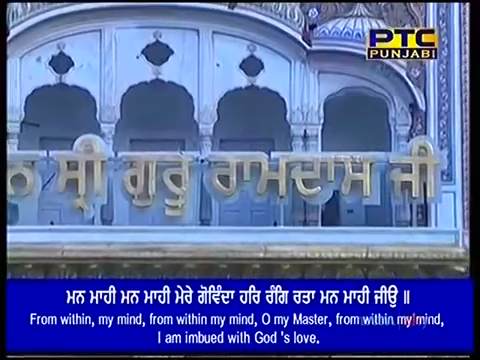 PTC
PUNJABI
ਸ੍ਰੀ ਗੁਰੂ ਰਾਮਦਾਸ ਜੀ
ਮਨ ਮਾਹੀ ਮਨ ਮਾਹੀ ਮੇਰੇ ਗੋਵਿੰਦਾ ਹਰਿ ਰੰਗਿ ਰਤਾ ਮਨ ਮਾਹੀ ਜੀਉ ॥
From within, my mind, from within my mind, O my Master, from within my mind,
I am imbued with God 's love.